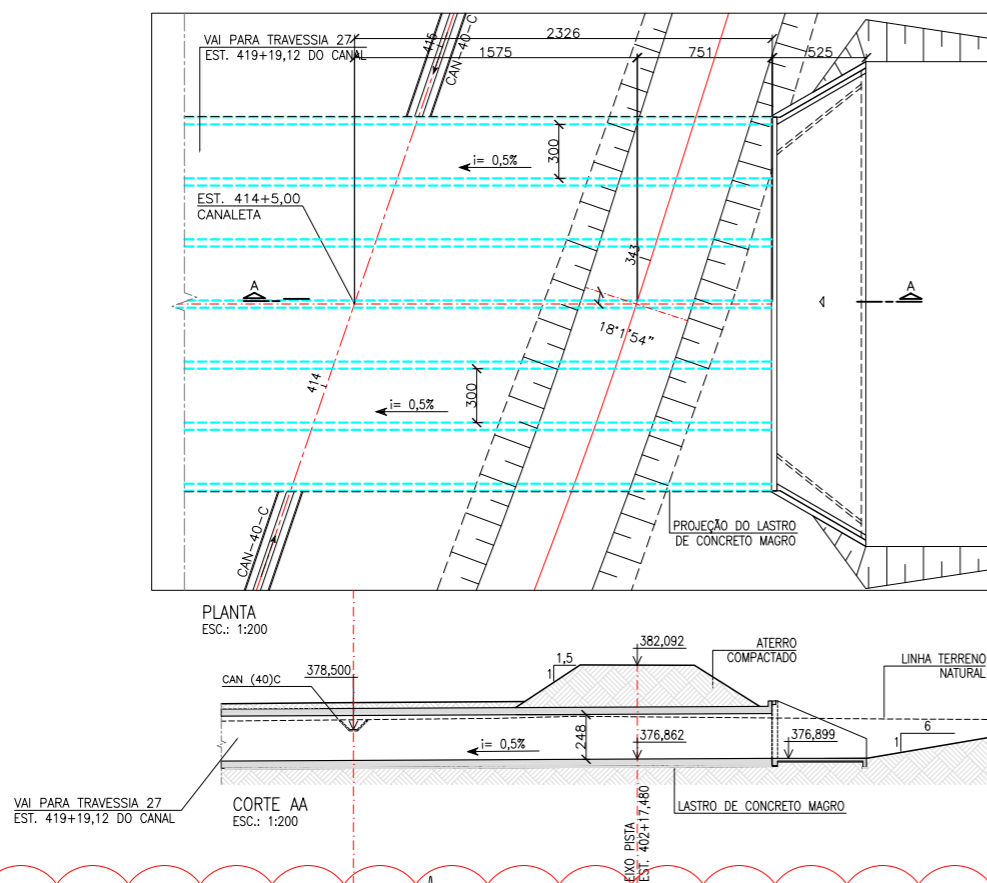 2326
1575
751
525
VAI PARA TRAVESSIA 27
EST. 419+19,12 DO CANAL
415
CAN-40-C
i= 0,5%
300
EST. 414+5,00
CANALETA
343
A
A
18°1'54"
414
300
i= 0,5%
CAN-40-C
PROJEÇÃO DO LASTRO
DE CONCRETO MAGRO
PLANTA
ESC.: 1:200
382,092
ATERRO
COMPACTADO
1,5
1
LINHA TERRENO
NATURAL
378,500
CAN (40)C
6
1
248
376,862
376,899
i= 0,5%
VAI PARA TRAVESSIA 27
EST. 419+19,12 DO CANAL
CORTE AA
ESC.: 1:200
LASTRO DE CONCRETO MAGRO
EIXO PISTA
EST. 402+17,480